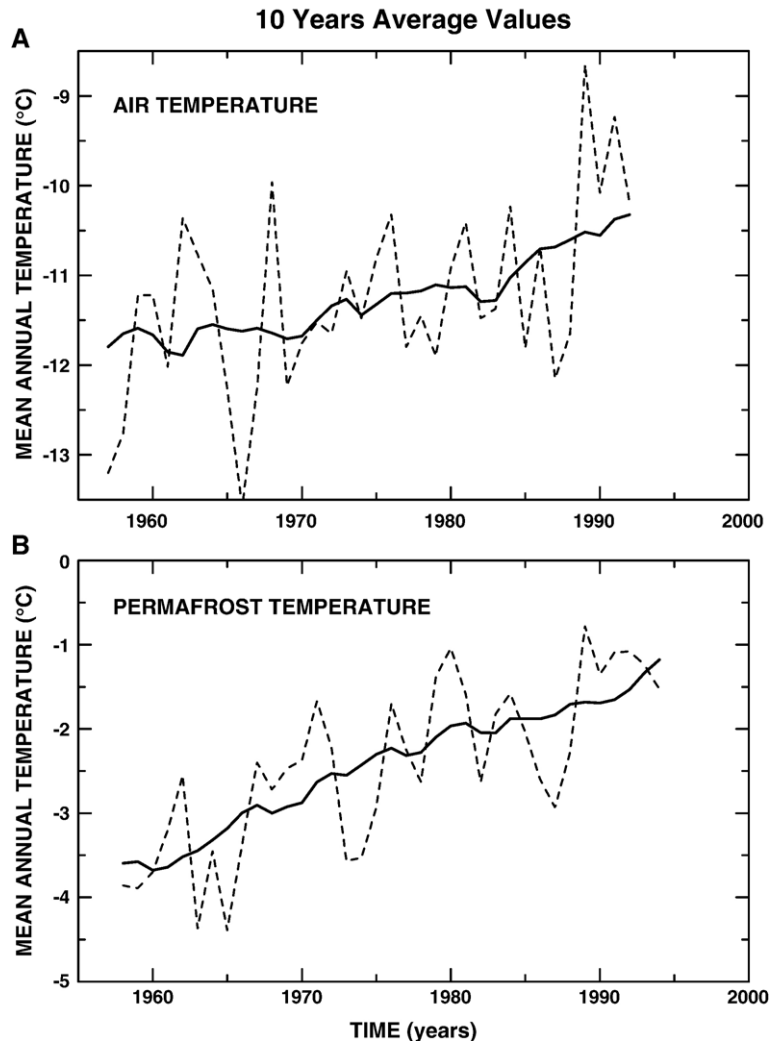 10 Years Average Values
A
MEAN ANNUAL TEMPERATURE (°C)
AIR TEMPERATURE
-9
-10
-11
-12
-13
1960 1970 1980 1990 2000
B
MEAN ANNUAL TEMPERATURE (°C)
PERMAFROST TEMPERATURE
0
-1
-2
-3
-4
-5
1960 1970 1980 1990 2000
TIME (years)